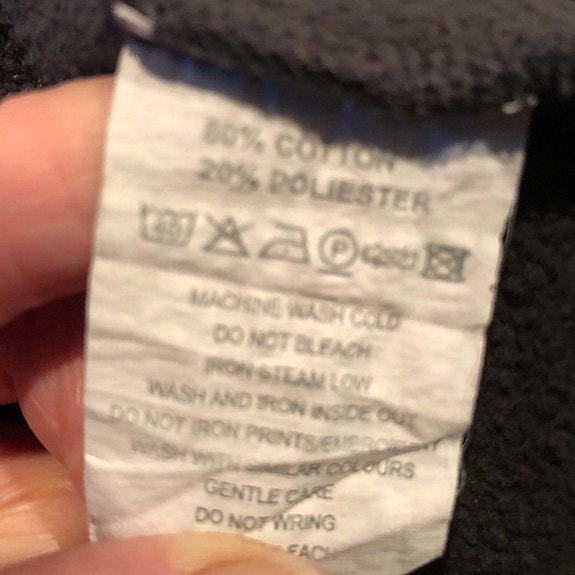 80% COTTON
20% POLIESTER
40 P
MACHINE WASH COLD
DO NOT BLEACH
IRON STEAM LOW
WASH AND IRON INSIDE OUT
DO NOT IRON PRINTS/EMBROIDERY
WASH WITH SIMILAR COLOURS
GENTLE CARE
DO NOT WRING